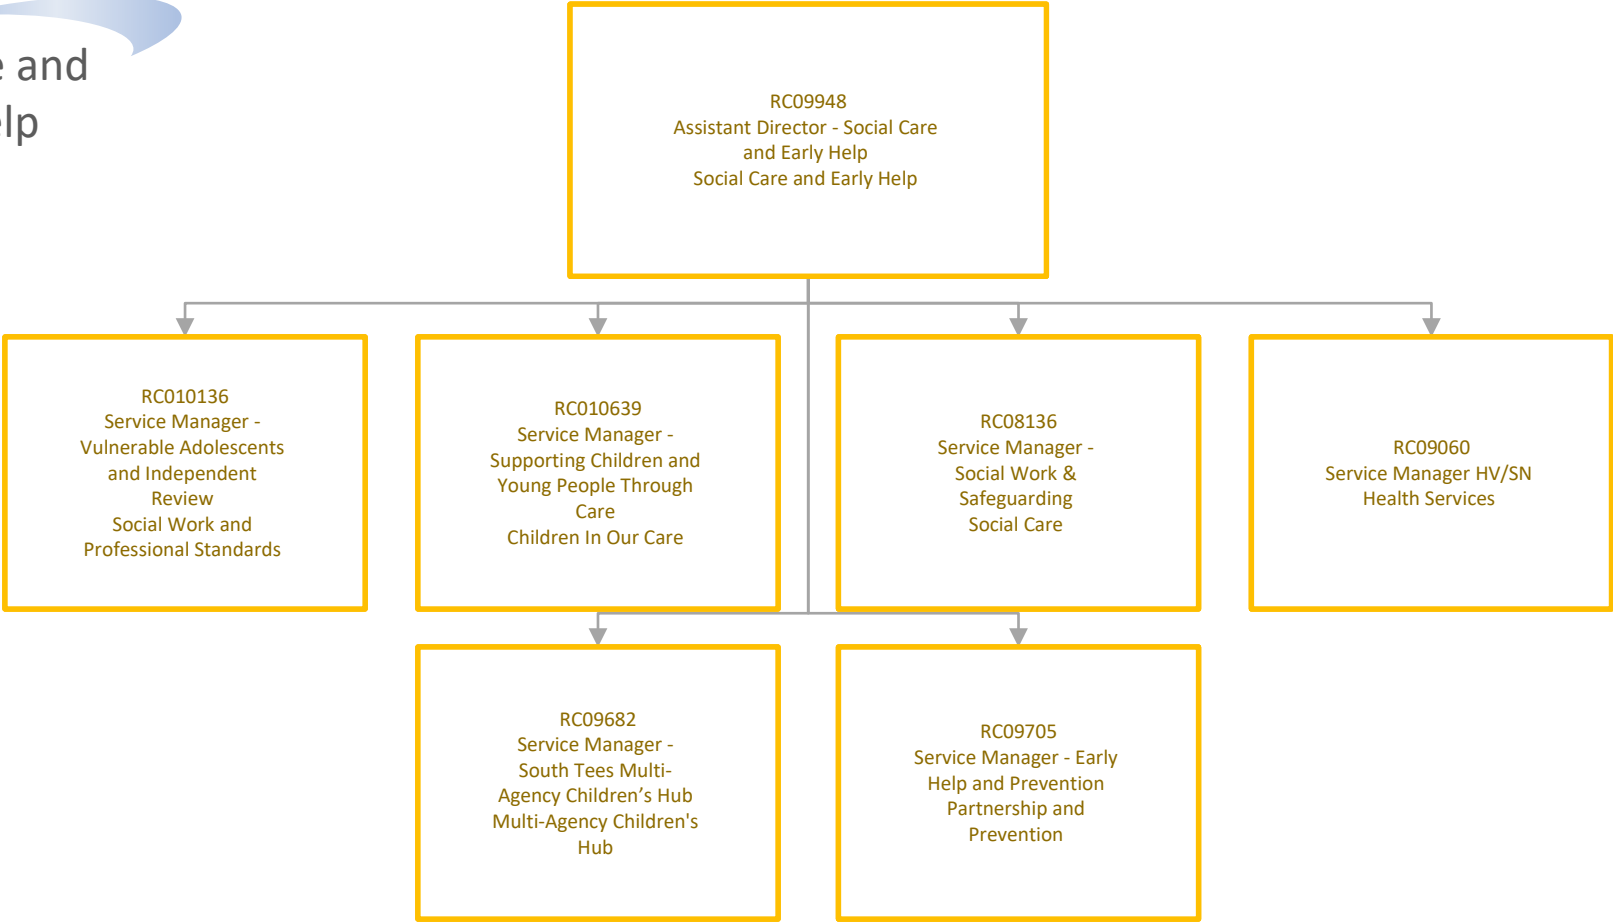 and
RC09948
Assistant Director - Social Care
and Early Help
Social Care and Early Help
RC010136
Service Manager -
Vulnerable Adolescents
and Independent
Review
Social Work and
Professional Standards
RC010639
Service Manager -
Supporting Children and
Young People Through
Care
Children In Our Care
RC08136
Service Manager -
Social Work &
Safeguarding
Social Care
RC09060
Service Manager HV/SN
Health Services
RC09682
Service Manager -
South Tees Multi-
Agency Children’s Hub
Multi-Agency Children's
Hub
RC09705
Service Manager - Early
Help and Prevention
Partnership and
Prevention